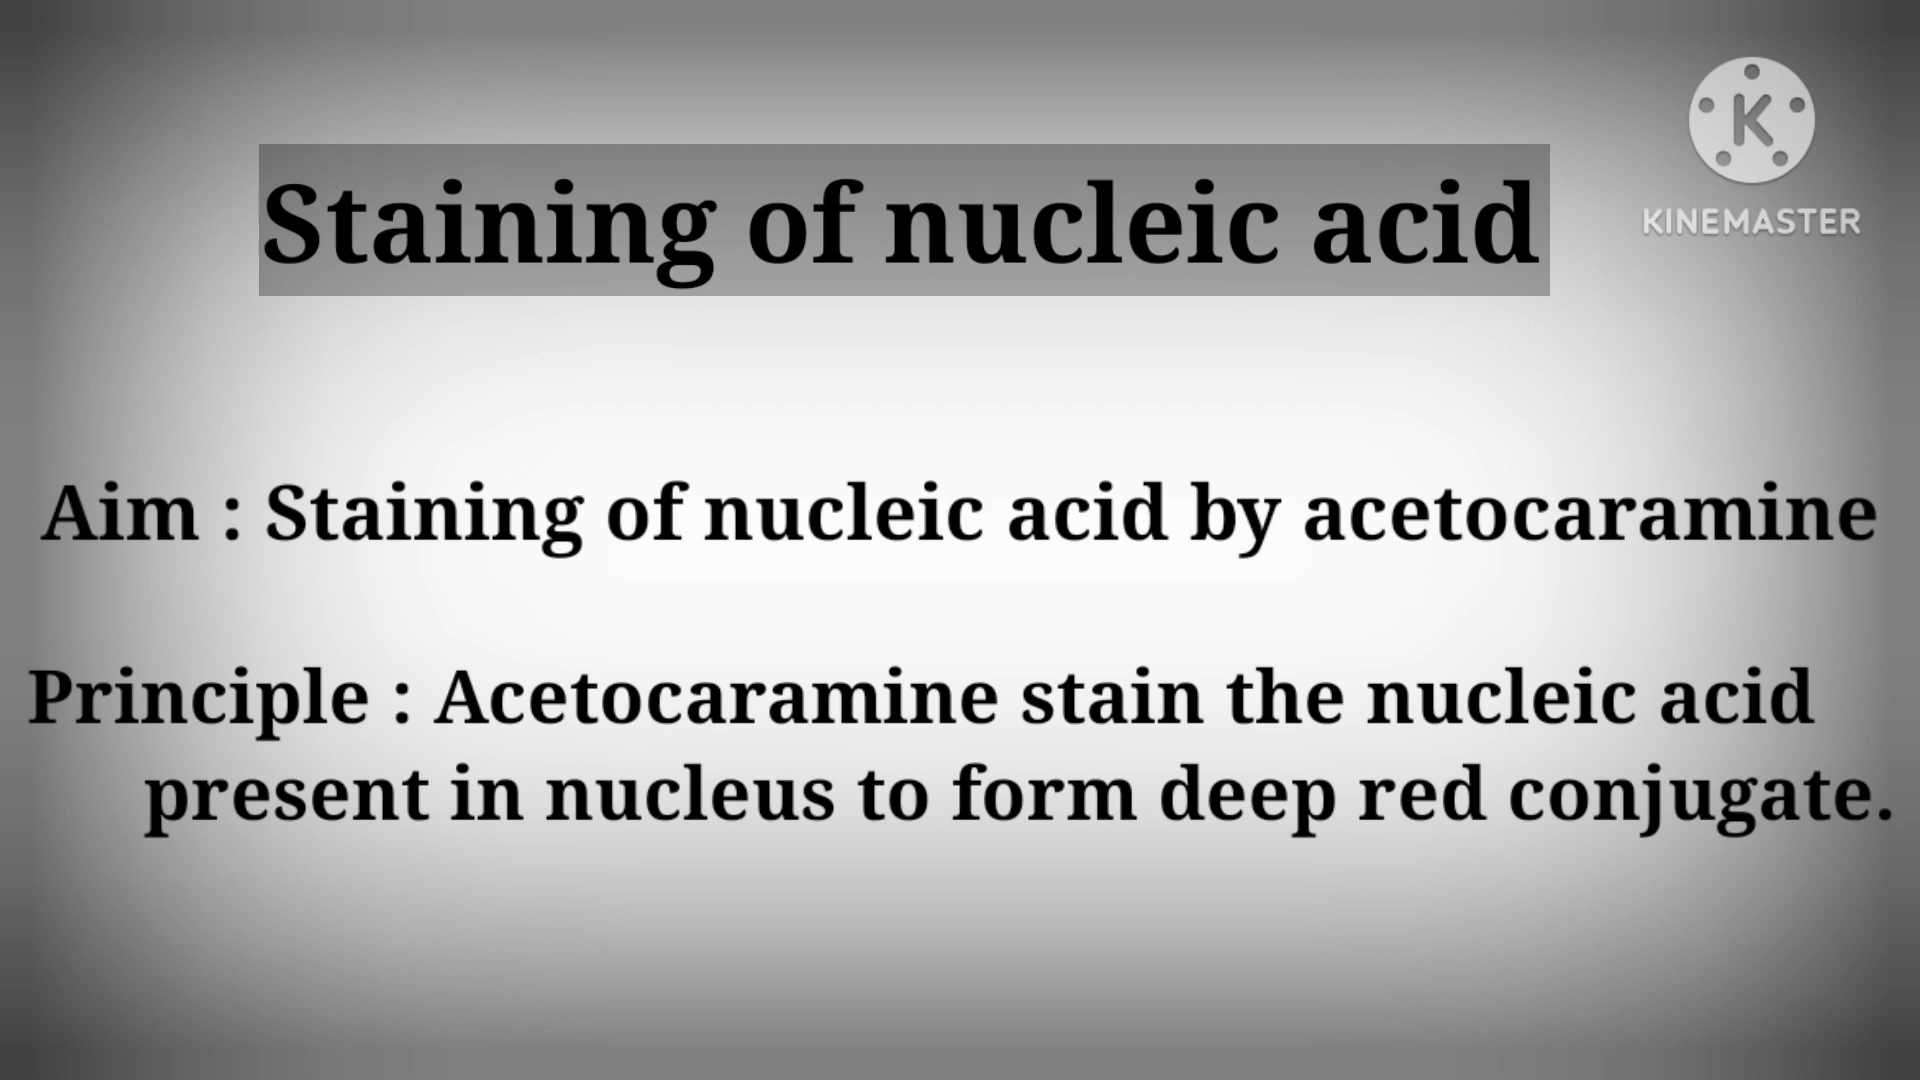 Staining of nucleic acid
K
KINEMASTER
Aim : Staining of nucleic acid by acetocaramine
Principle : Acetocaramine stain the nucleic acid
present in nucleus to form deep red conjugate.